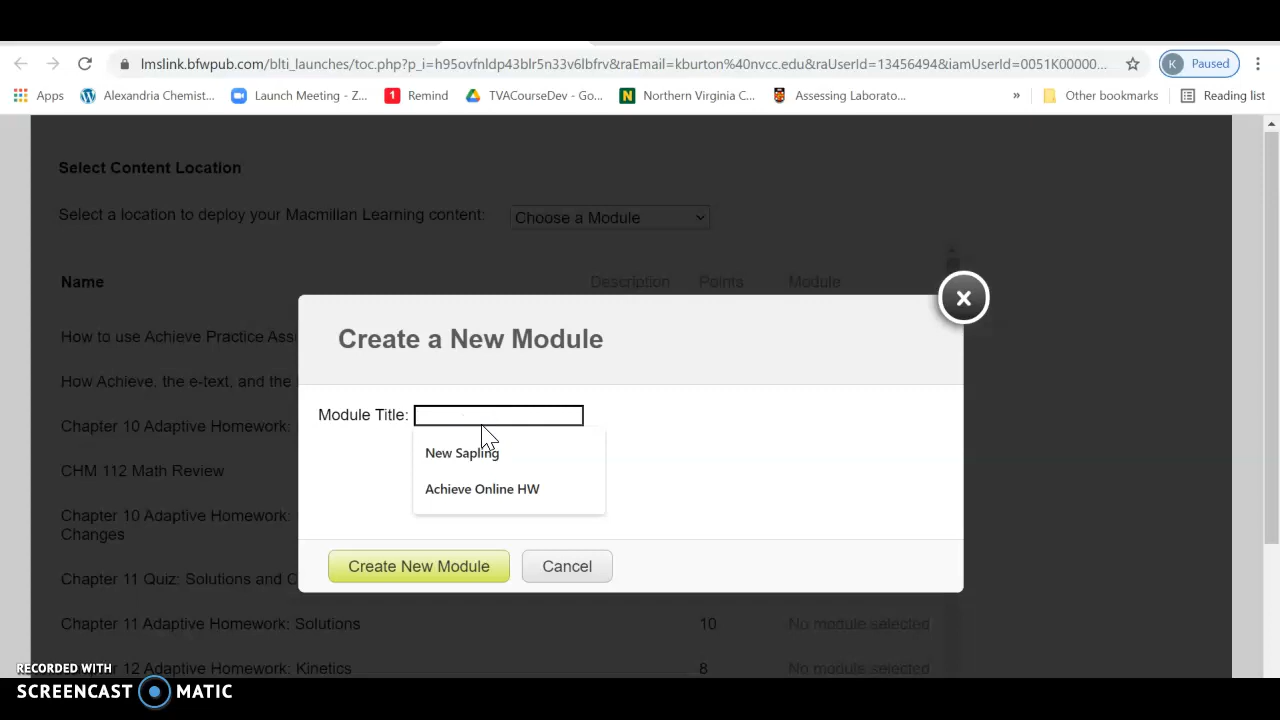 lmslink.bfwpub.com/blti_launches/toc.php?p_i=h95olfnldp43blr5n33v6lbfrv&raEmail=kburton%40nvcc.edu&raUserId=13456494&iamUserId=0051K00000...
K Paused
Apps Alexandria Chemist... Launch Meeting - Z... 1 Remind TVACourseDev - Go... N Northern Virginia C... Assessing Laborato... » Other bookmarks Reading list
Select Content Location
Select a location to deploy your Macmillan Learning content: Choose a Module
Name Description Points Module
How to use Achieve Practice Ass
How Achieve, the e-text, and the
Chapter 10 Adaptive Homework:
CHM 112 Math Review
Chapter 10 Adaptive Homework:
Changes
Chapter 11 Quiz: Solutions and C
Chapter 11 Adaptive Homework: Solutions 10 No module selected
Chapter 12 Adaptive Homework: Kinetics 8 No module selected
Create a New Module
Module Title:
New Sapling
Achieve Online HW
Create New Module Cancel
RECORDED WITH
SCREENCAST MATIC